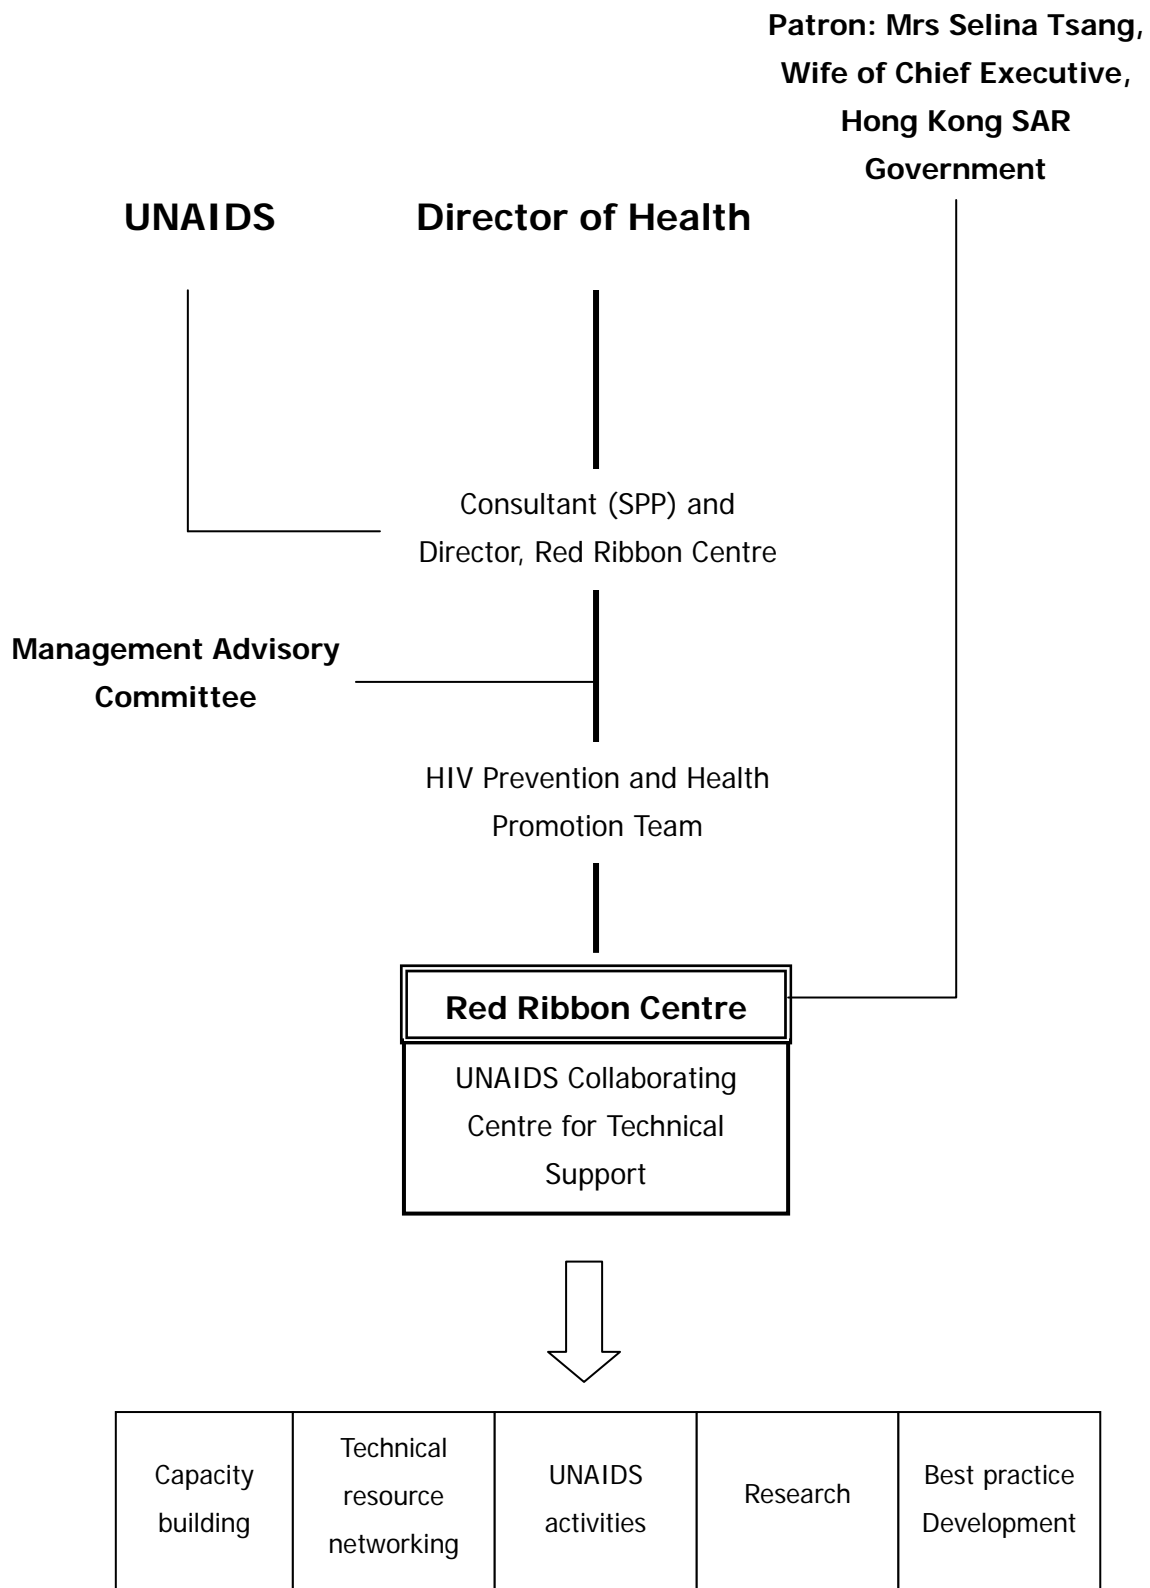 Patron: Mrs Selina Tsang,
Wife of Chief Executive,
Hong Kong SAR
Government
UNAIDS
Director of Health
Consultant (SPP) and
Director, Red Ribbon Centre
Management Advisory
Committee
HIV Prevention and Health
Promotion Team
Red Ribbon Centre
UNAIDS Collaborating
Centre for Technical
Support
Capacity
building
Technical
resource
networking
UNAIDS
activities
Research
Best practice
Development